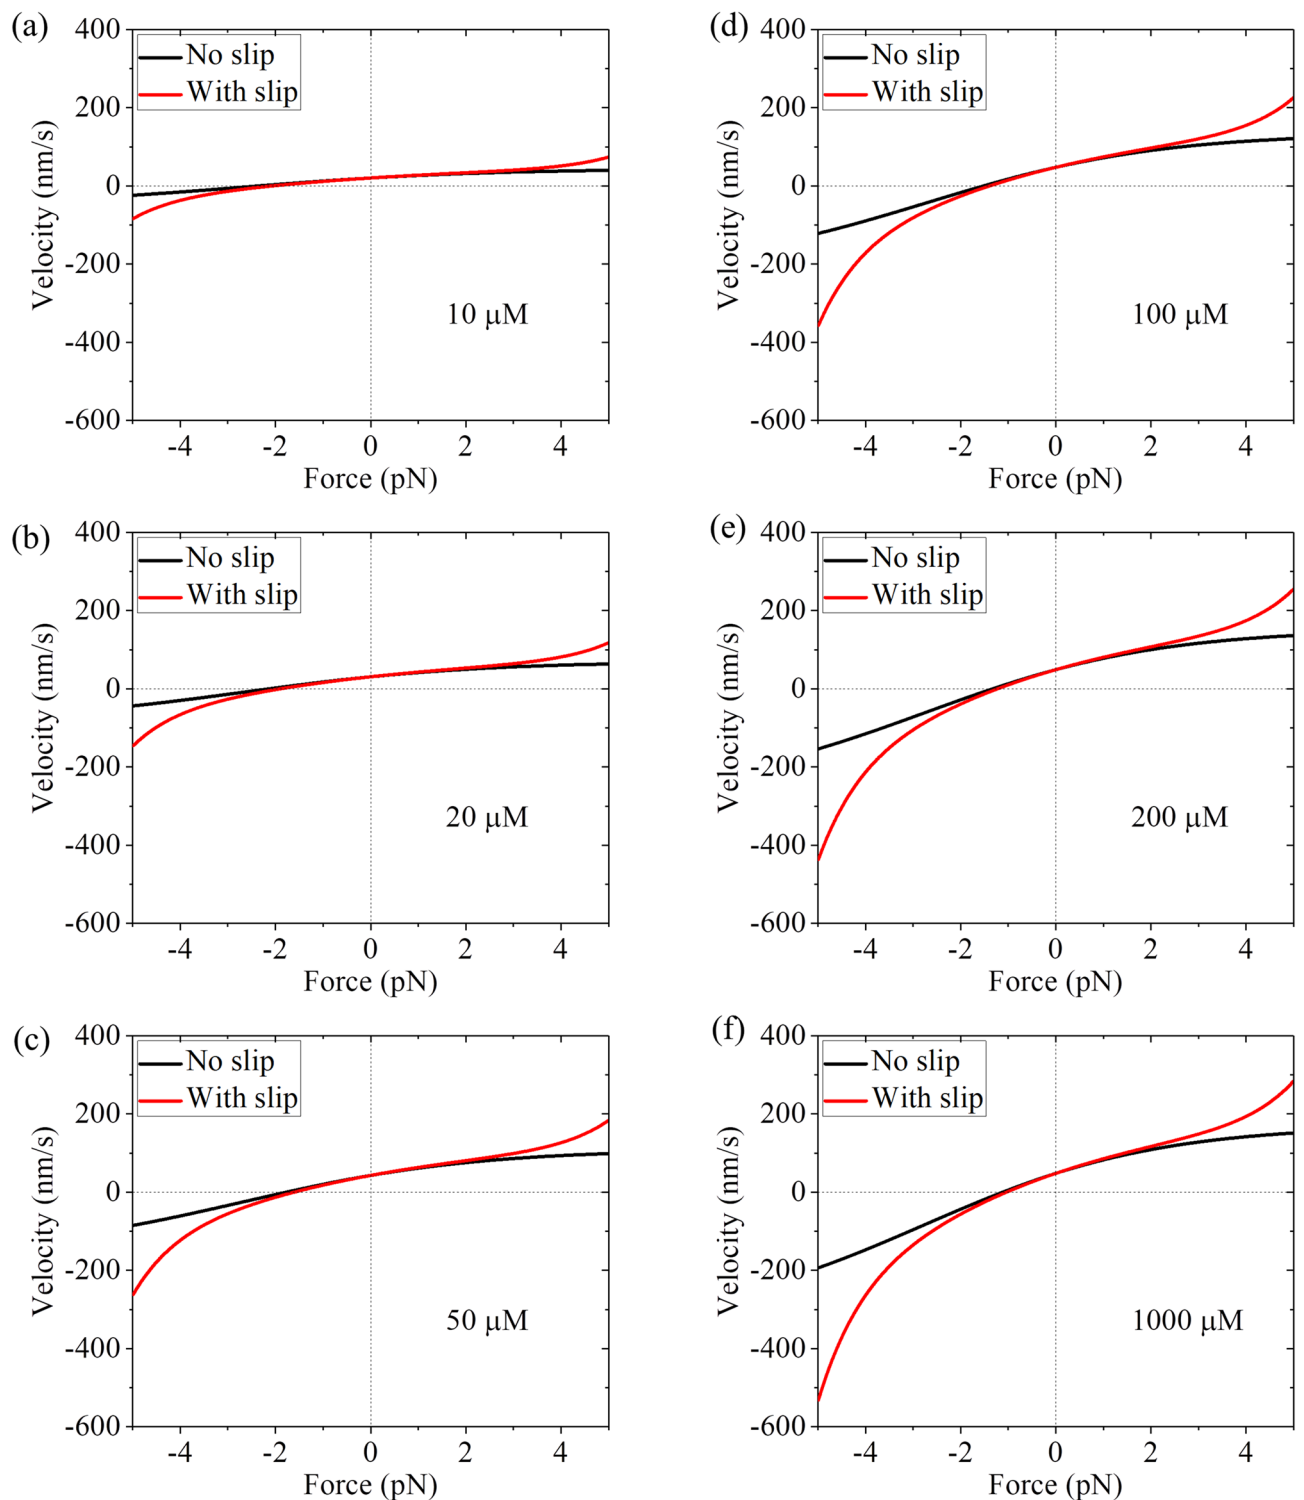 (a)
400
200
0
-200
-400
-600
Velocity (nm/s)
No slip
With slip
10 μM
-4 -2 0 2 4
Force (pN)
(d)
400
200
0
-200
-400
-600
Velocity (nm/s)
No slip
With slip
100 μM
-4 -2 0 2 4
Force (pN)
(b)
400
200
0
-200
-400
-600
Velocity (nm/s)
No slip
With slip
20 μM
-4 -2 0 2 4
Force (pN)
(e)
400
200
0
-200
-400
-600
Velocity (nm/s)
No slip
With slip
200 μM
-4 -2 0 2 4
Force (pN)
(c)
400
200
0
-200
-400
-600
Velocity (nm/s)
No slip
With slip
50 μM
-4 -2 0 2 4
Force (pN)
(f)
400
200
0
-200
-400
-600
Velocity (nm/s)
No slip
With slip
1000 μM
-4 -2 0 2 4
Force (pN)